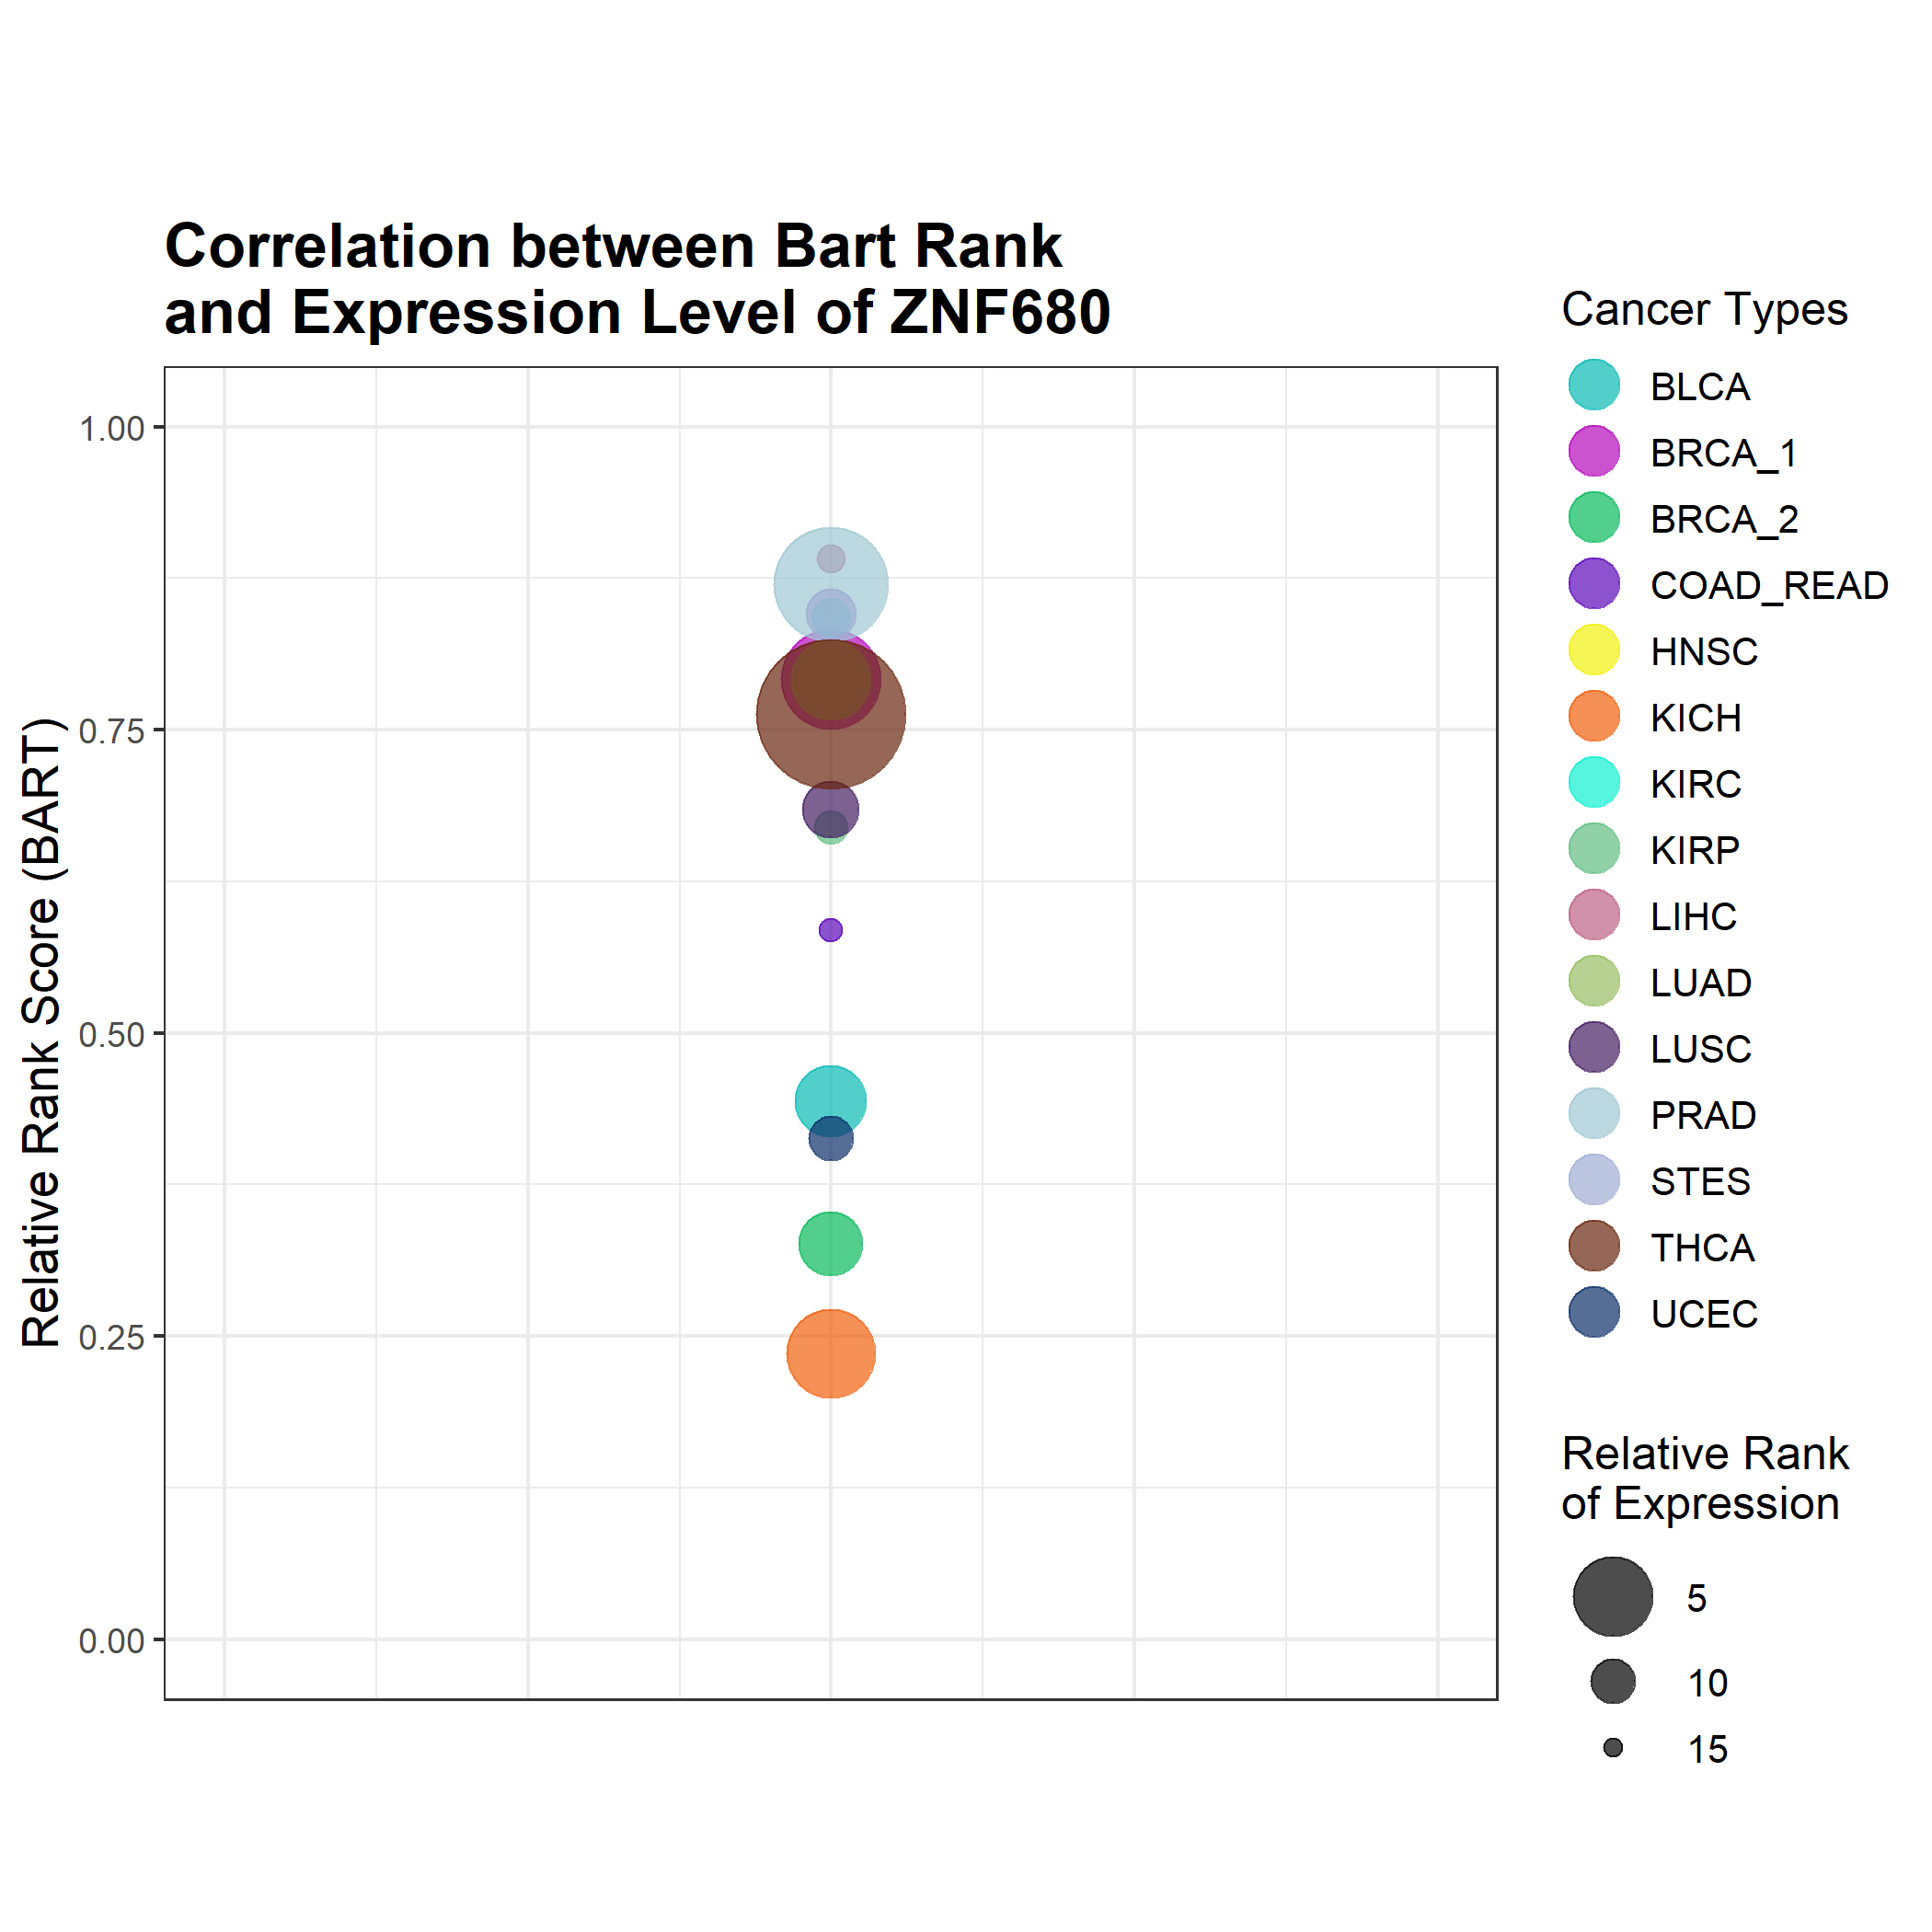 Correlation between Bart Rank
and Expression Level of ZNF680
Relative Rank Score (BART)
1.00
0.75
0.50
0.25
0.00
Cancer Types
BLCA
BRCA_1
BRCA_2
COAD_READ
HNSC
KICH
KIRC
KIRP
LIHC
LUAD
LUSC
PRAD
STES
THCA
UCEC
Relative Rank
of Expression
5
10
15